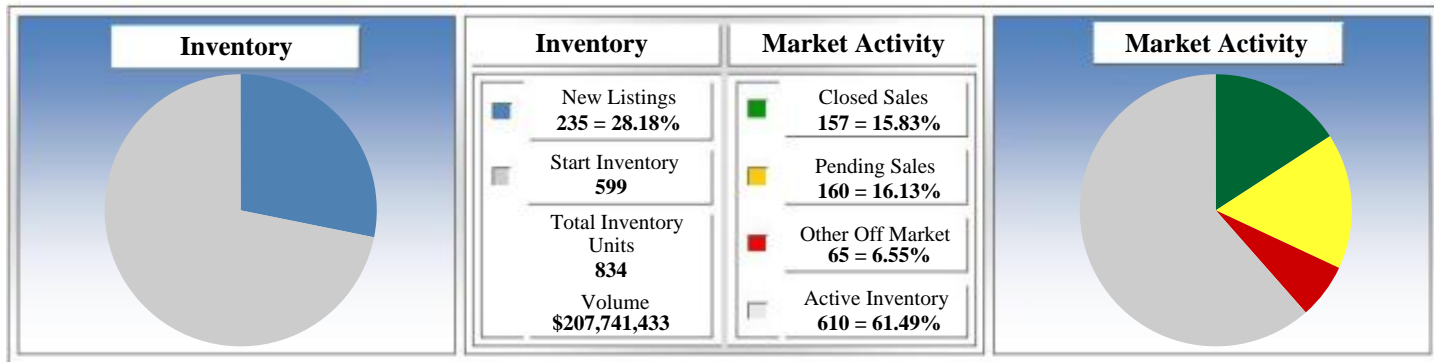 Inventory
Inventory
Market Activity
Market Activity
New Listings
235 = 28.18%
Start Inventory
599
Total Inventory
Units
834
Volume
$207,741,433
Closed Sales
157 = 15.83%
Pending Sales
160 = 16.13%
Other Off Market
65 = 6.55%
Active Inventory
610 = 61.49%